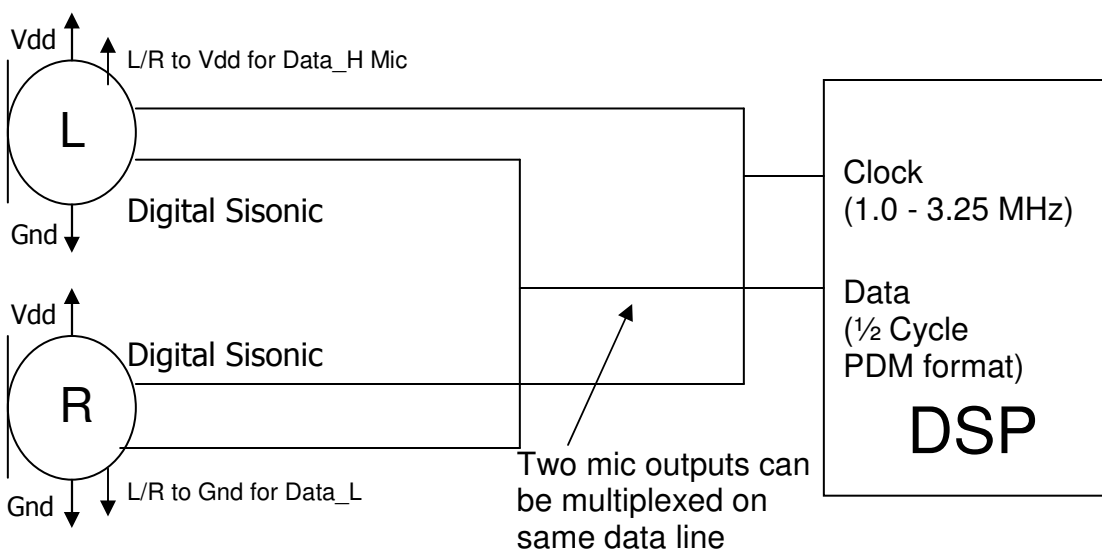 Vdd
L/R to Vdd for Data_H Mic
L
Gnd
Digital Sisonic
Vdd
Digital Sisonic
R
Gnd
L/R to Gnd for Data_L
Two mic outputs can
be multiplexed on
same data line
Clock
(1.0 - 3.25 MHz)
Data
(½ Cycle
PDM format)
DSP